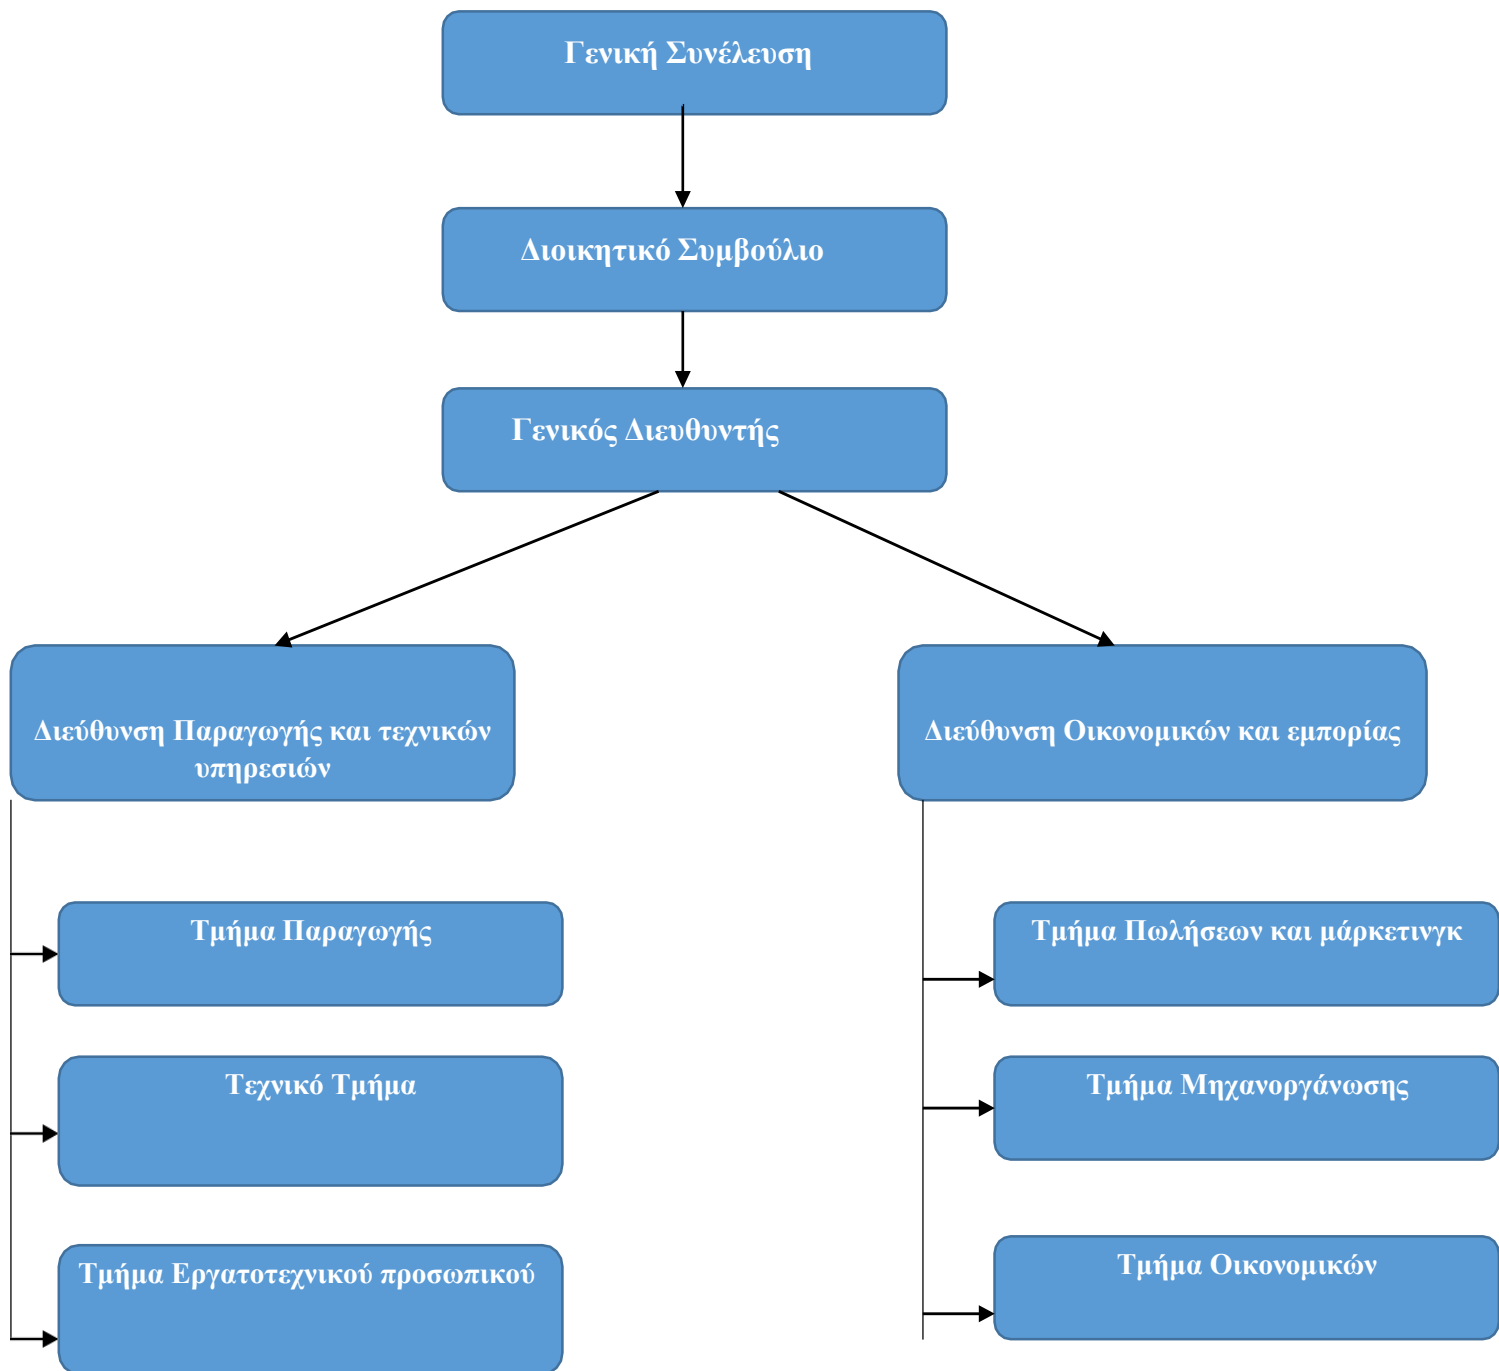 Γενική Συνέλευση
Διοικητικό Συμβούλιο
Γενικός Διευθυντής
Διεύθυνση Παραγωγής και τεχνικών
υπηρεσιών
Διεύθυνση Οικονομικών και εμπορίας
Τμήμα Παραγωγής
Τμήμα Πωλήσεων και μάρκετινγκ
Τεχνικό Τμήμα
Τμήμα Μηχανοργάνωσης
Τμήμα Εργατοτεχνικού προσωπικού
Τμήμα Οικονομικών